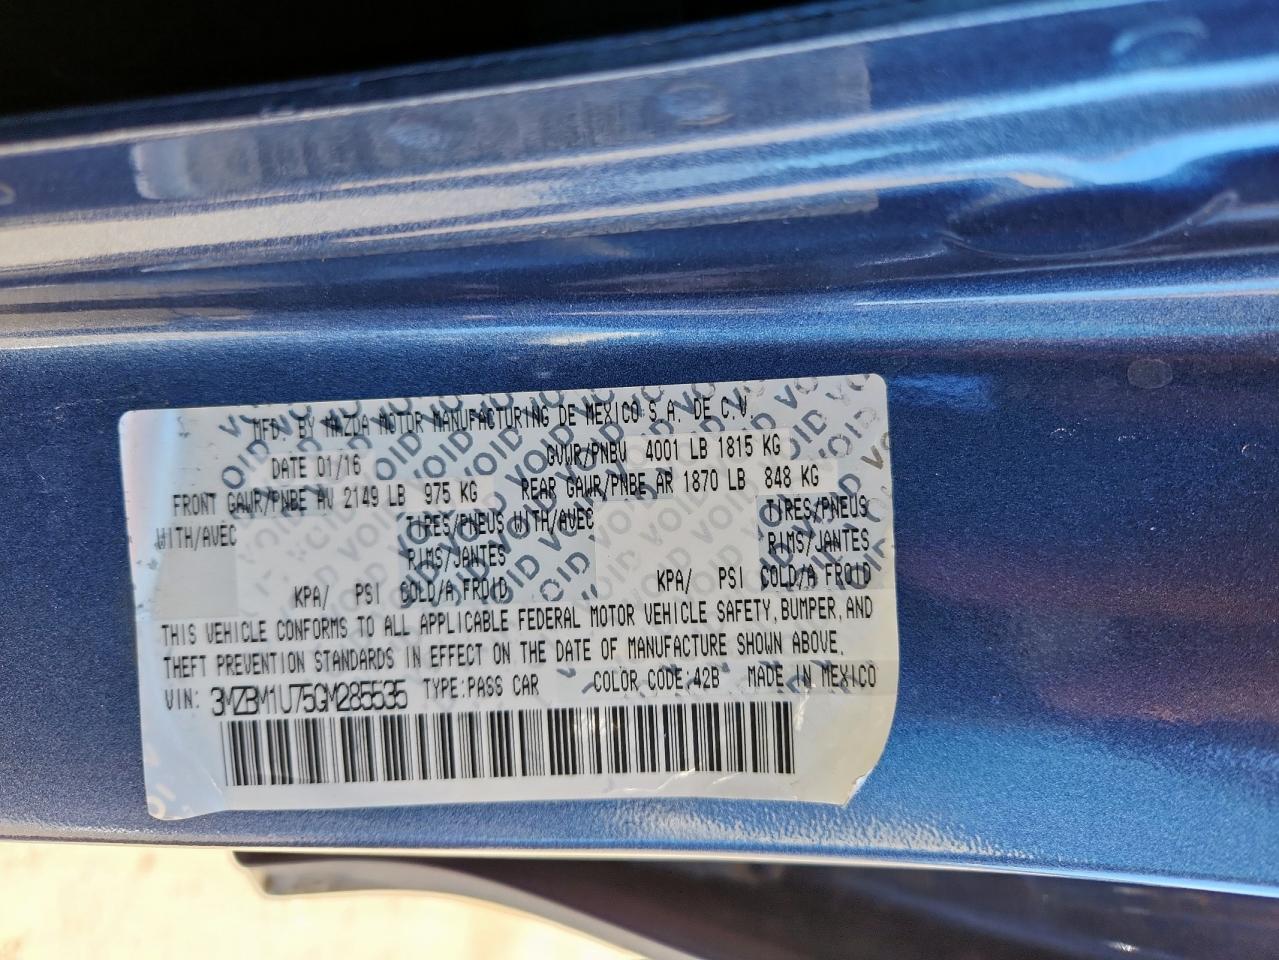 MFD. BY MAZDA MOTOR MANUFACTURING DE MEXICO S.A. DE C.V.
DATE 01/16 GVWR/PNBV 4001 LB 1815 KG
FRONT GAWR/PNBE AV 2149 LB 975 KG REAR GAWR/PNBE AR 1870 LB 848 KG
WITH/AVEC TIRES/PNEUS WITH/AVEC TIRES/PNEUS
RIMS/JANTES RIMS/JANTES
KPA/ PSI COLD/A FROID KPA/ PSI COLD/A FROID
THIS VEHICLE CONFORMS TO ALL APPLICABLE FEDERAL MOTOR VEHICLE SAFETY, BUMPER, AND
THEFT PREVENTION STANDARDS IN EFFECT ON THE DATE OF MANUFACTURE SHOWN ABOVE.
VIN: 3MZBM1U75GM285535 TYPE: PASS CAR COLOR CODE: 42B MADE IN MEXICO